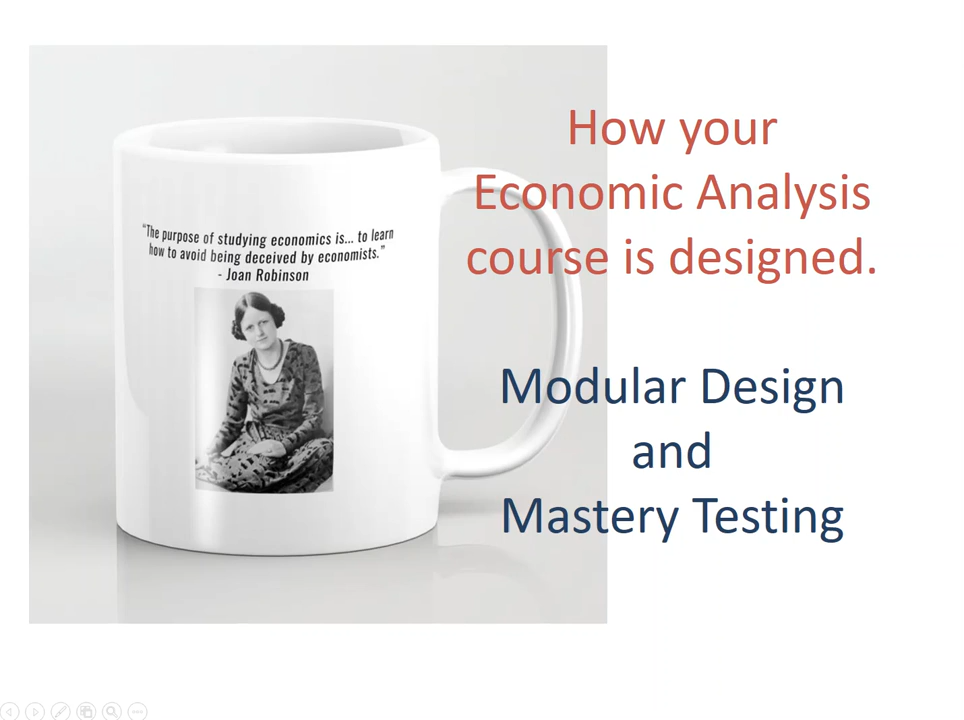 “The purpose of studying economics is... to learn
how to avoid being deceived by economists.”
- Joan Robinson
How your
Economic Analysis
course is designed.
Modular Design
and
Mastery Testing